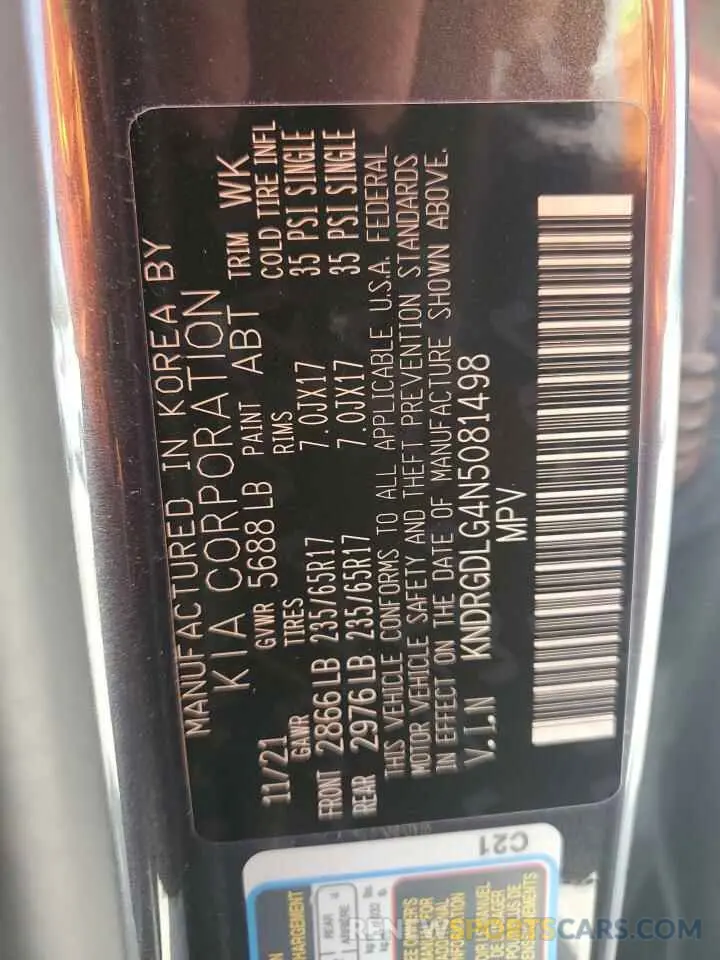 MANUFACTURED IN KOREA BY
KIA CORPORATION
11/21 GVWR 5688 LB PAINT ABT TRIM WK
GAWR TIRES RIMS COLD TIRE INFL
FRONT 2866 LB 235/65R17 7.0JX17 35 PSI SINGLE
REAR 2976 LB 235/65R17 7.0JX17 35 PSI SINGLE
THIS VEHICLE CONFORMS TO ALL APPLICABLE U.S.A. FEDERAL
MOTOR VEHICLE SAFETY AND THEFT PREVENTION STANDARDS
IN EFFECT ON THE DATE OF MANUFACTURE SHOWN ABOVE.
V.I.N KNDRGDLG4N5081498
MPV
C21
REAR
ARRIÈRE
RENEWSPORTSCARS.COM